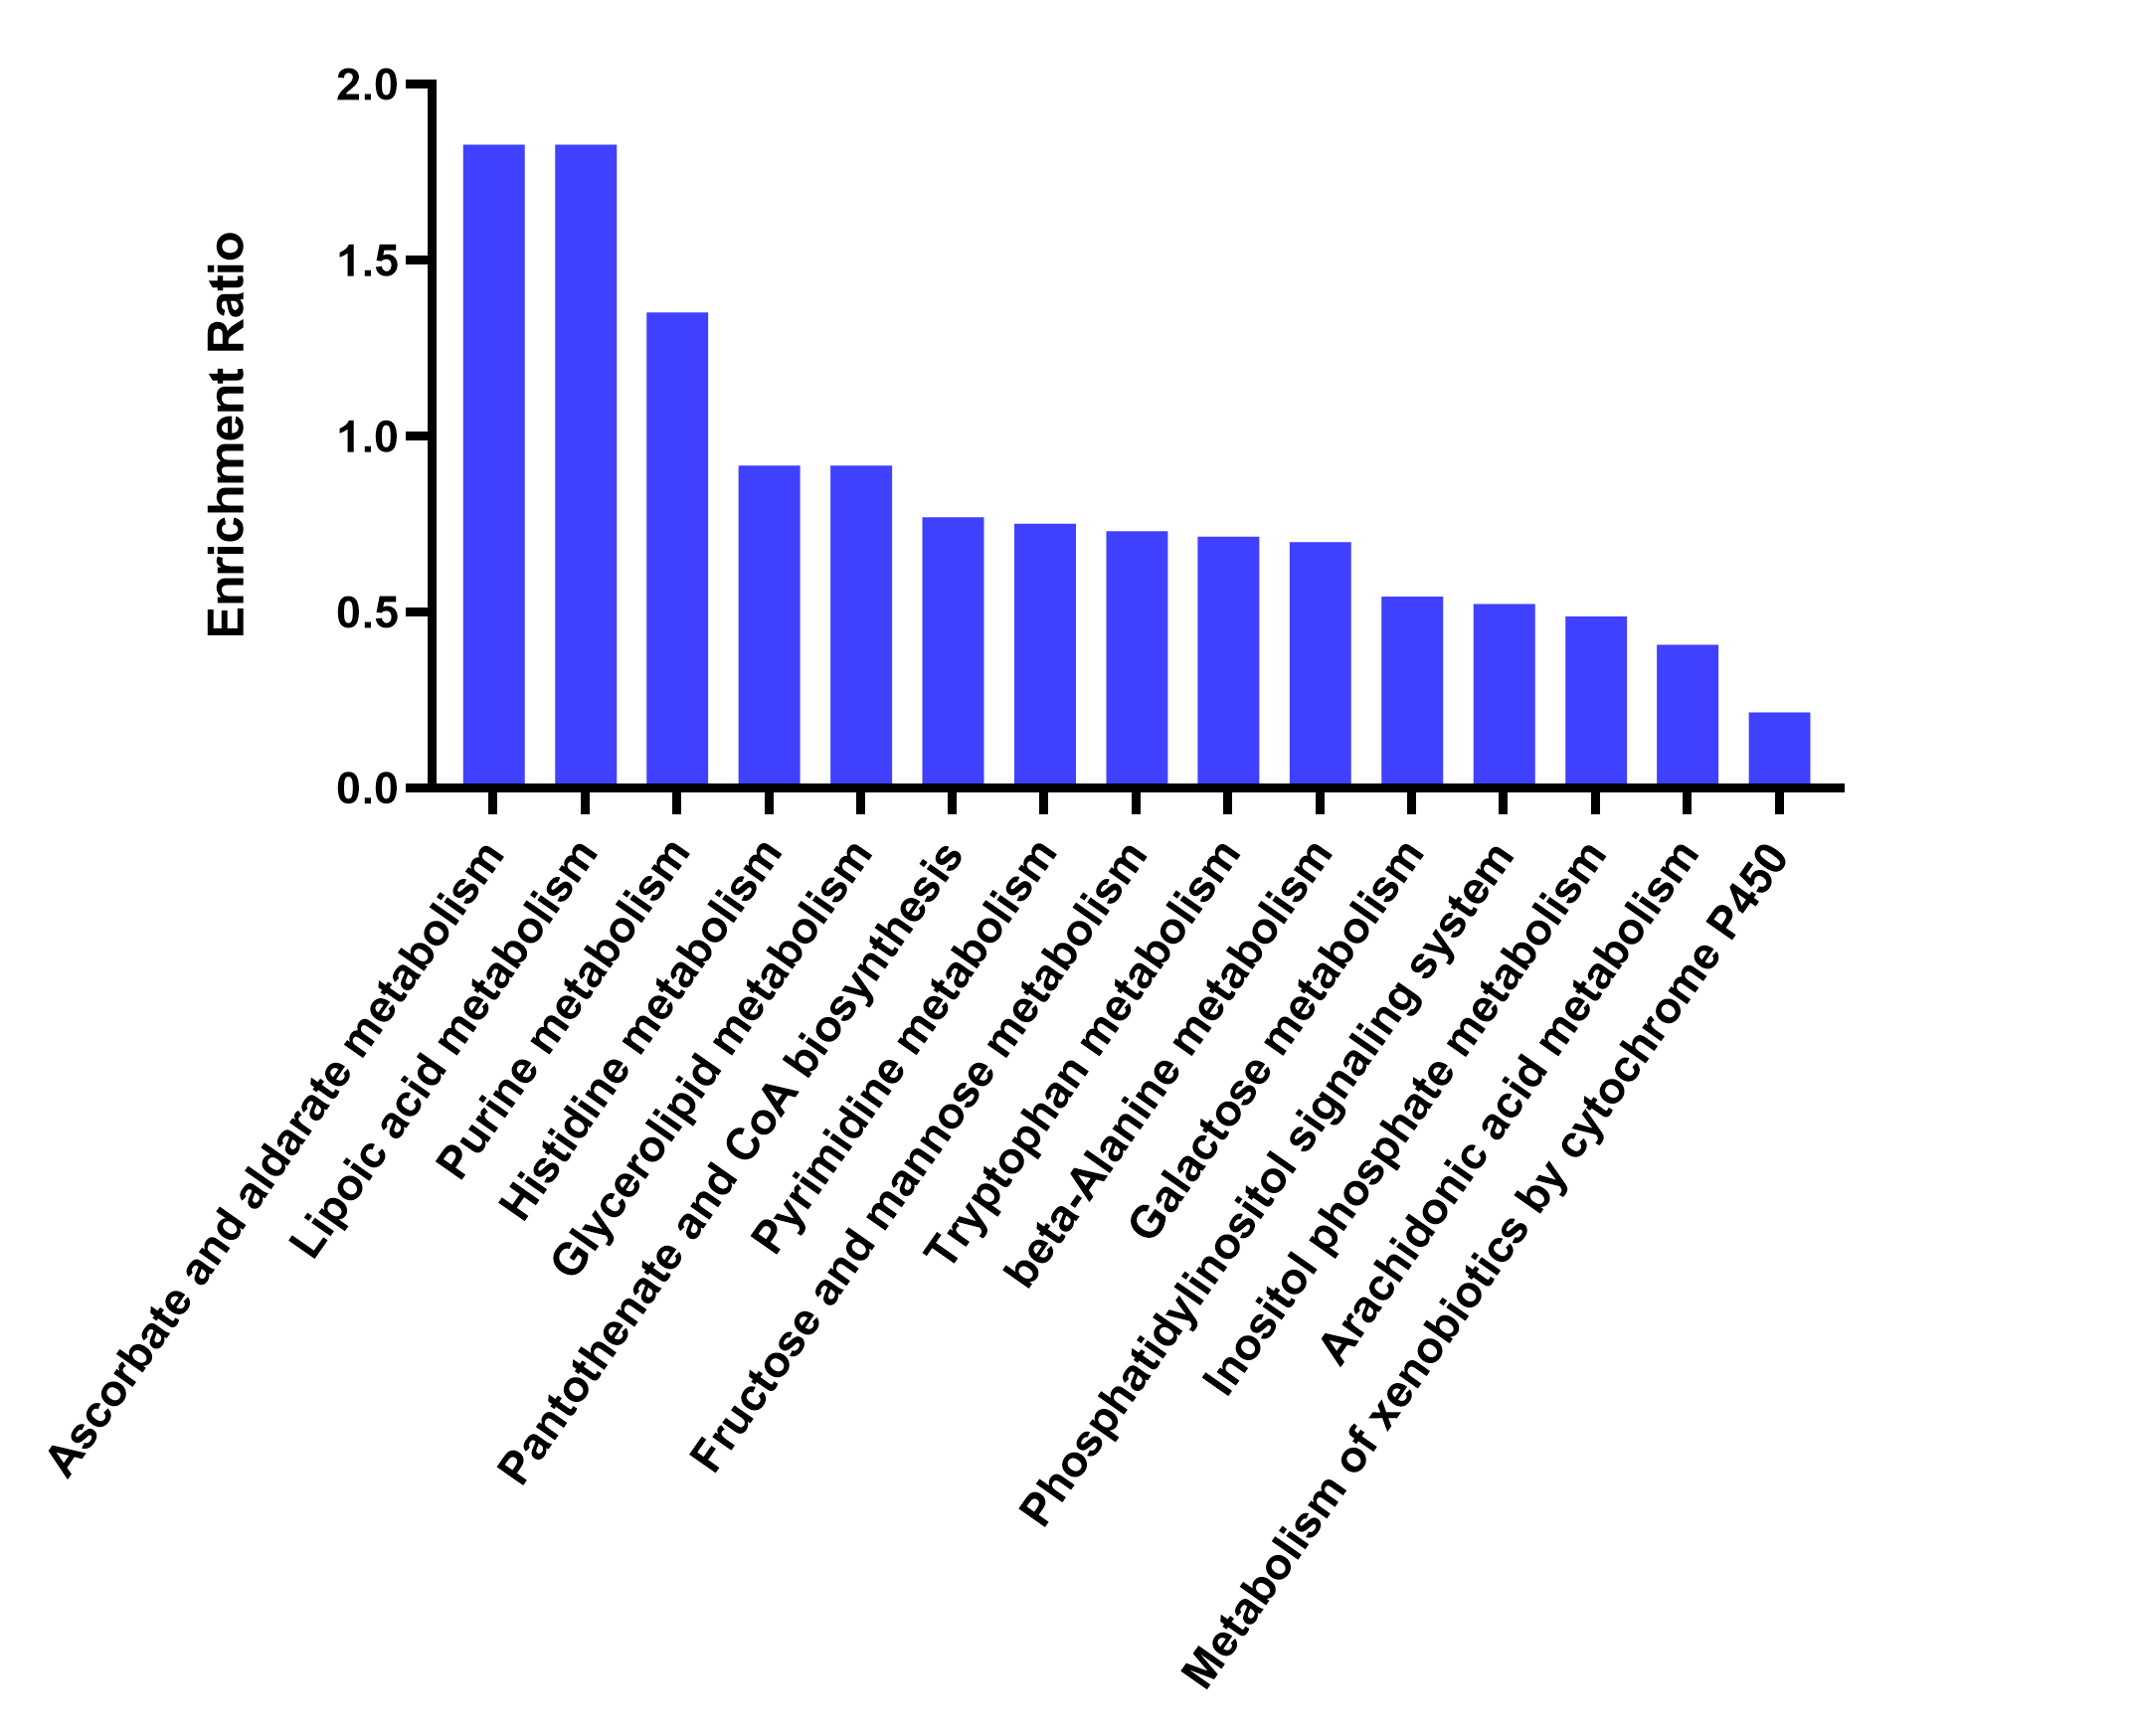 Enrichment Ratio
2.0
1.5
1.0
0.5
0.0
Ascorbate and aldarate metabolism
Lipoic acid metabolism
Purine metabolism
Histidine metabolism
Glycerolipid metabolism
Pantothenate and CoA biosynthesis
Pyrimidine metabolism
Fructose and mannose metabolism
Tryptophan metabolism
beta-Alanine metabolism
Galactose metabolism
Phosphatidylinositol signaling system
Inositol phosphate metabolism
Arachidonic acid metabolism
Metabolism of xenobiotics by cytochrome P450